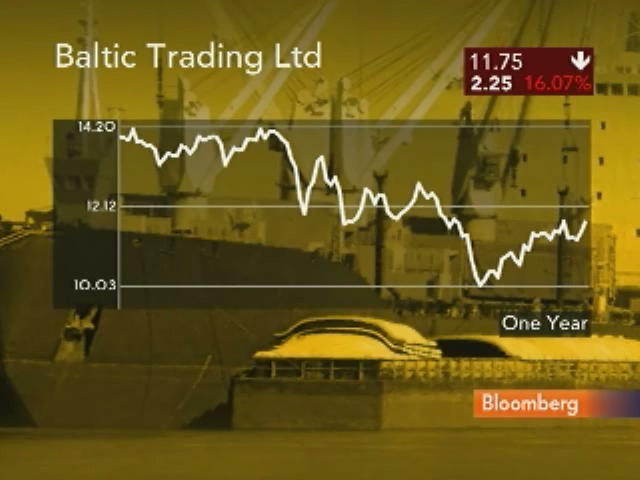 Baltic Trading Ltd
11.75
2.25 16.07%
14.20
12.12
10.03
One Year
Bloomberg